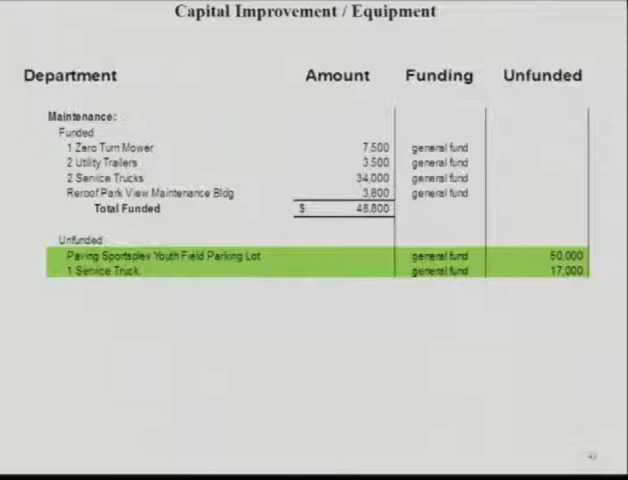 Capital Improvement / Equipment
Department Amount Funding Unfunded
Maintenance:
Funded
1 Zero Turn Mower 7,500 general fund
2 Utility Trailers 3,500 general fund
2 Service Trucks 34,000 general fund
Reroof Park View Maintenance Bldg 3,800 general fund
Total Funded $ 48,800
Unfunded
Paving Sportsplex Youth Field Parking Lot general fund 50,000
1 Service Truck general fund 17,000